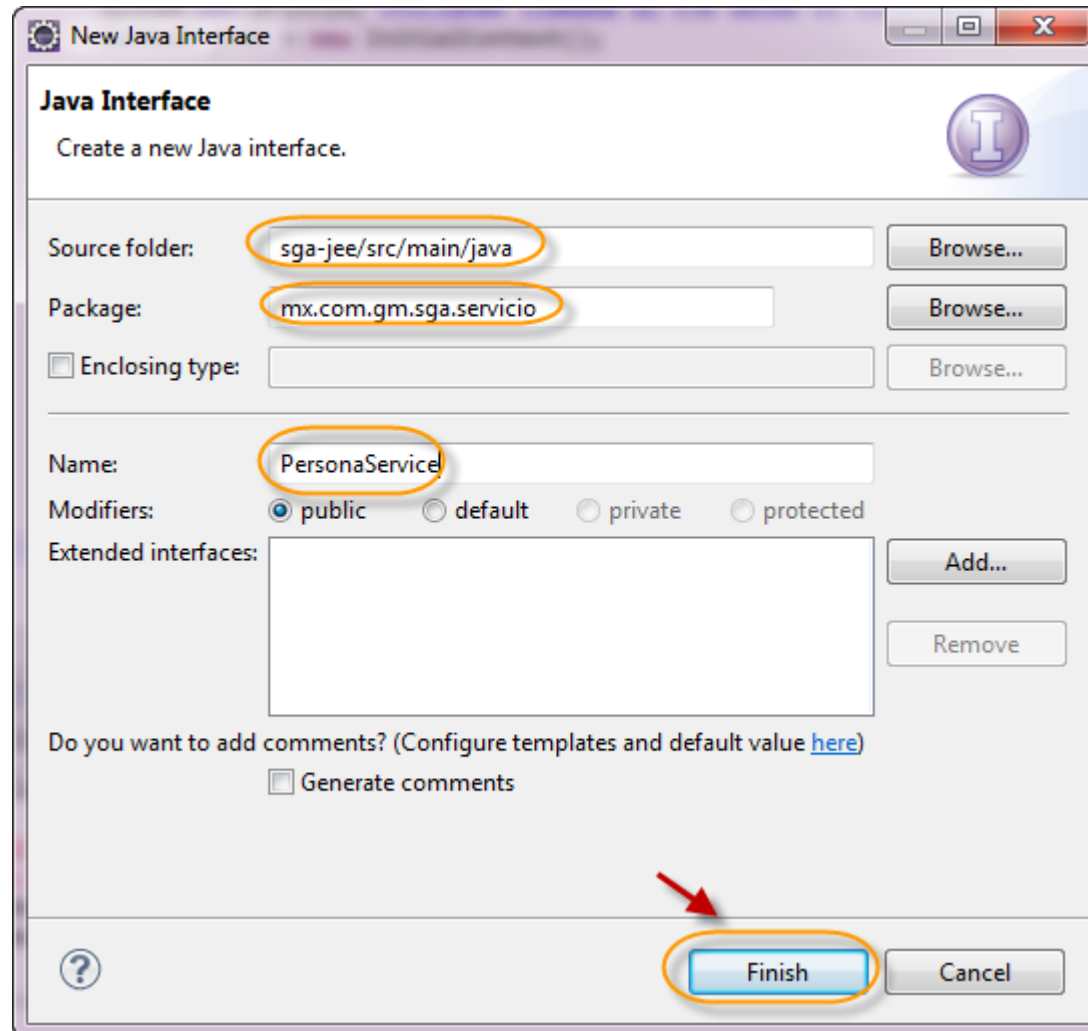 New Java Interface
Java Interface
Create a new Java interface.
Source folder: sga-jee/src/main/java Browse...
Package: mx.com.gm.sga.servicio Browse...
Enclosing type: Browse...
Name: PersonaService
Modifiers: public default private protected
Extended interfaces: Add...
Remove
Do you want to add comments? (Configure templates and default value here)
Generate comments
? Finish Cancel